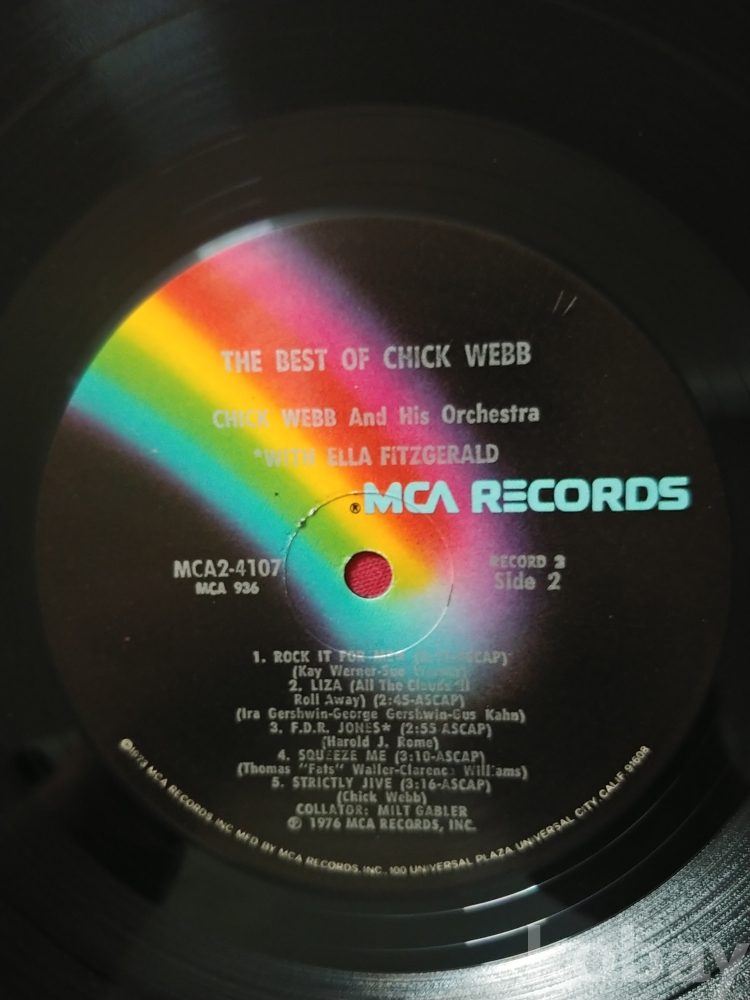 THE BEST OF CHICK WEBB
CHICK WEBB And His Orchestra
*WITH ELLA FITZGERALD
® MCA RECORDS
MCA2-4107
MCA 936
RECORD
Side 2
1. ROCK IT FOR
(Kay Werner-Sue
2. LIZA (All The Clouds'll
Roll Away) (2:45-ASCAP)
(Ira Gershwin-George Gershwin-Gus Kahn)
3. F.D.R. JONES* (2:55 ASCAP)
(Harold J. Rome)
4. SQUEEZE ME (3:10-ASCAP)
(Thomas "Fats" Waller-Clarence Williams)
5. STRICTLY JIVE (3:16-ASCAP)
(Chick Webb)
COLLATOR: MILT GABLER
℗ 1976 MCA RECORDS, INC.
©1973 MCA RECORDS, INC. MFD BY MCA RECORDS, INC., 100 UNIVERSAL PLAZA, UNIVERSAL CITY, CALIF. 91608